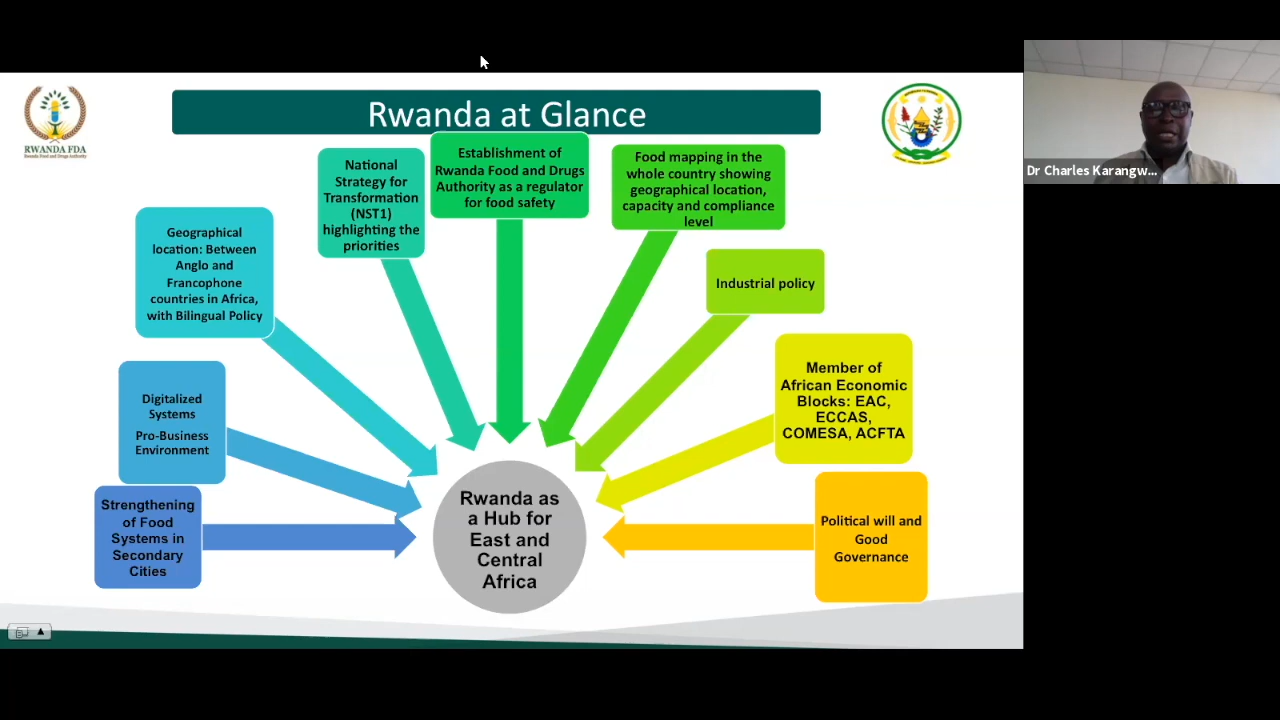 Rwanda at Glance
RWANDA FDA
Rwanda Food and Drugs Authority
Dr Charles Karangw...
National
Strategy for
Transformation
(NST1)
highlighting the
priorities
Establishment of
Rwanda Food and Drugs
Authority as a regulator
for food safety
Food mapping in the
whole country showing
geographical location,
capacity and compliance
level
Geographical
location: Between
Anglo and
Francophone
countries in Africa,
with Bilingual Policy
Industrial policy
Digitalized
Systems
Pro-Business
Environment
Member of
African Economic
Blocks: EAC,
ECCAS,
COMESA, ACFTA
Strengthening
of Food
Systems in
Secondary
Cities
Rwanda as
a Hub for
East and
Central
Africa
Political will and
Good
Governance